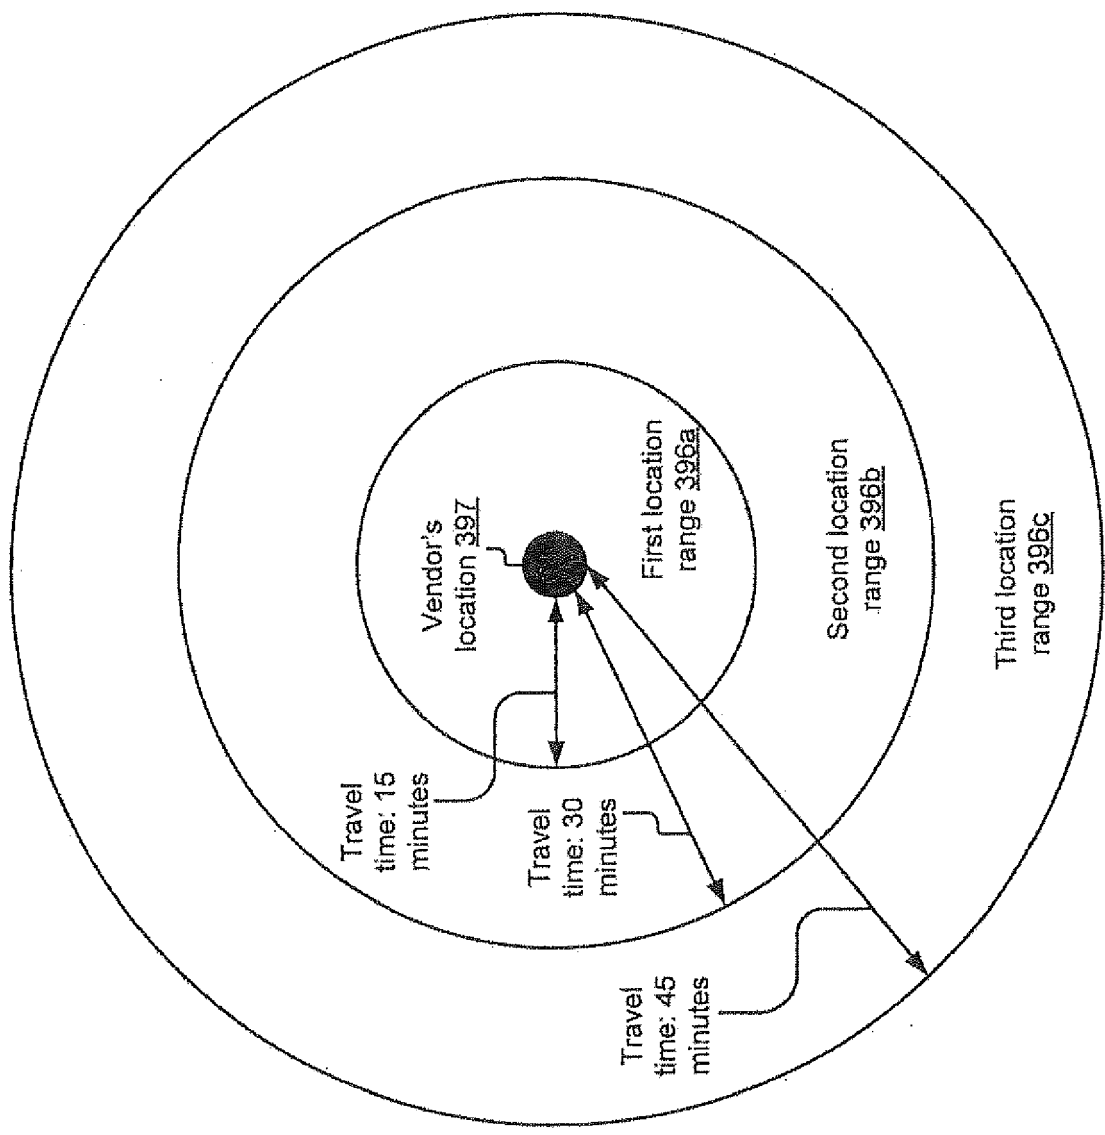 Vendor's
location 397
First location
range 396a
Second location
range 396b
Third location
range 396c
Travel
time: 15
minutes
Travel
time: 30
minutes
Travel
time: 45
minutes